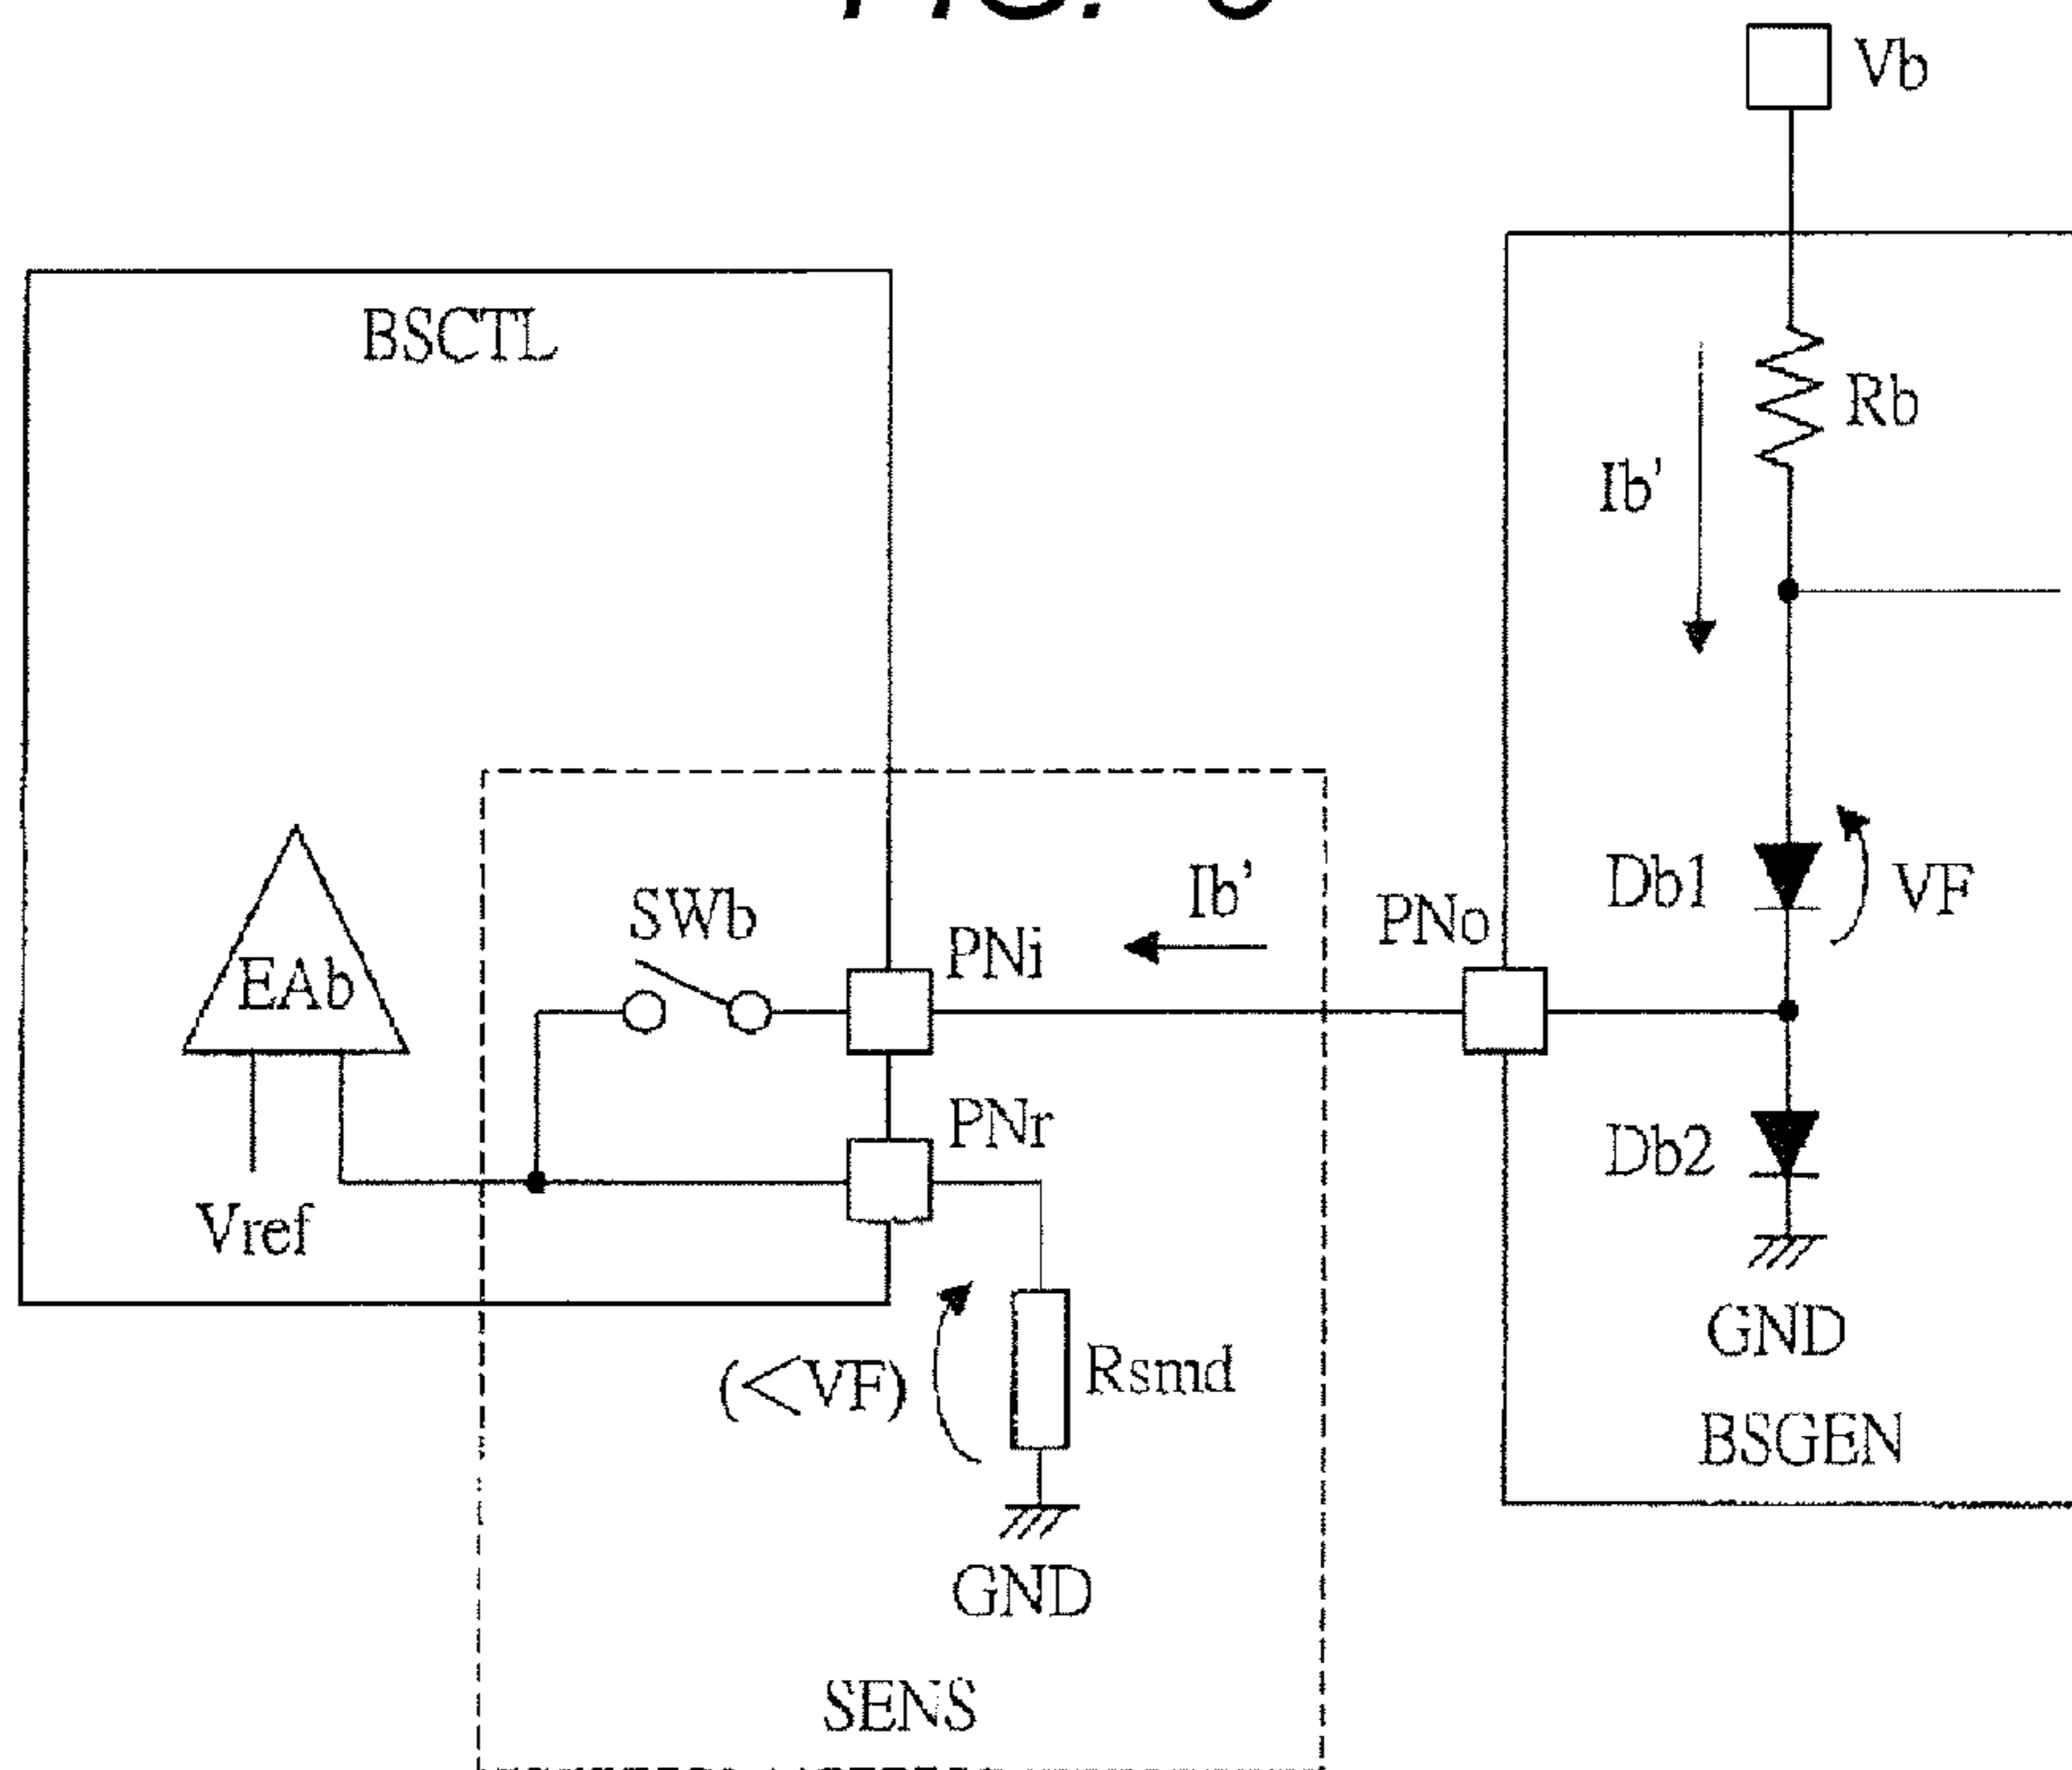 Vb
BSCTL
Rb
Ib'
Db1
VF
SWb
Ib'
PNo
PNi
EAb
PNr
Db2
Vref
GND
(<VF)
Rsmd
BSGEN
GND
SENS